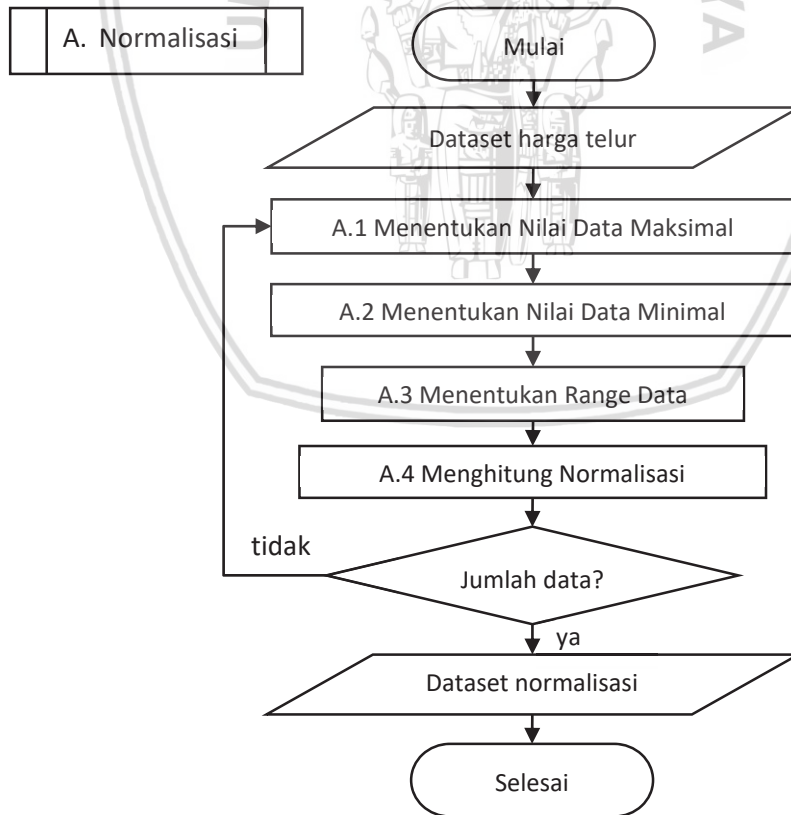 A. Normalisasi
Mulai
Dataset harga telur
A.1 Menentukan Nilai Data Maksimal
A.2 Menentukan Nilai Data Minimal
A.3 Menentukan Range Data
A.4 Menghitung Normalisasi
tidak
Jumlah data?
ya
Dataset normalisasi
Selesai